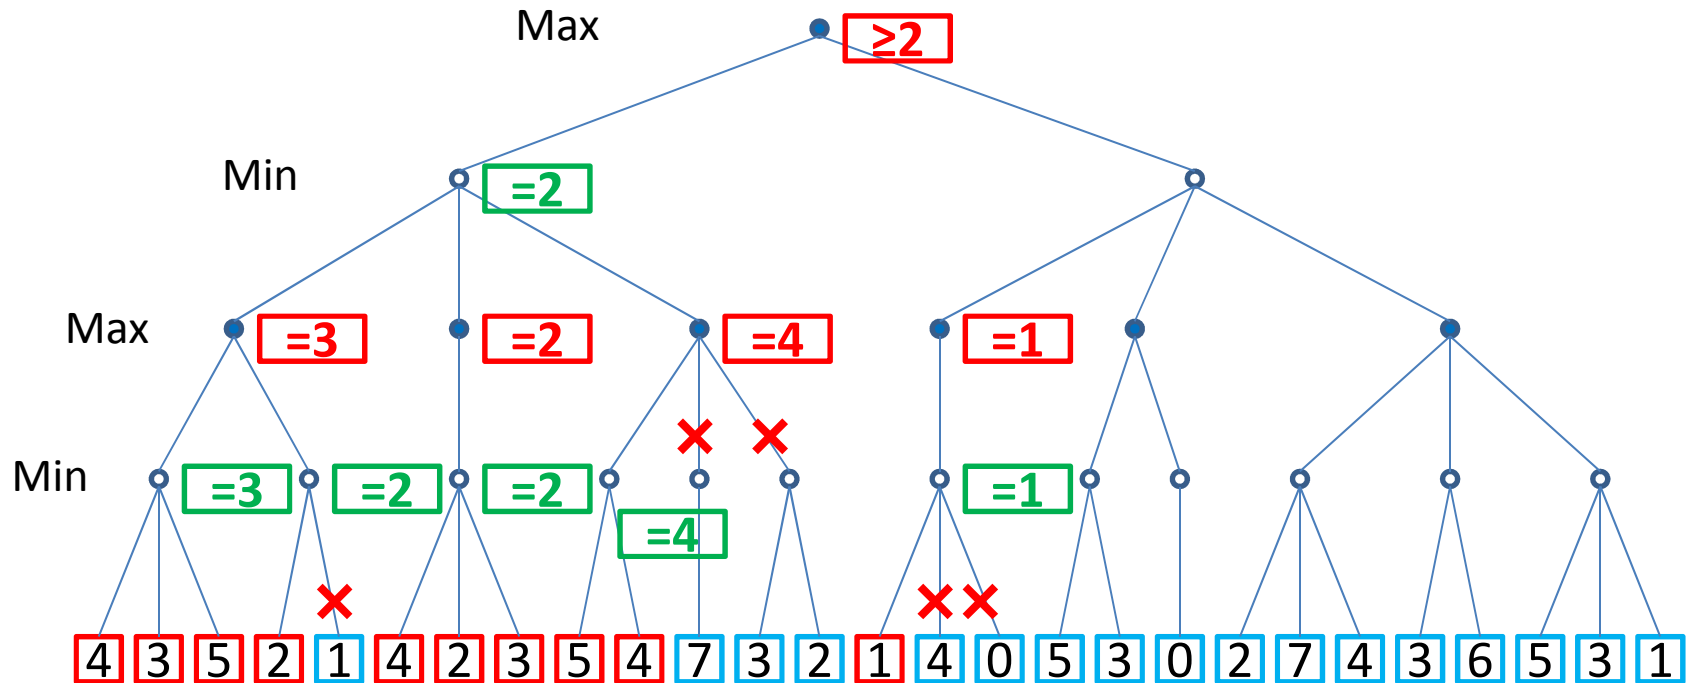 Max ≥2
Min =2
Max =3 =2 =4 =1
Min =3 =2 =2 =1
=4
4 3 5 2 1 4 2 3 5 4 7 3 2 1 4 0 5 3 0 2 7 4 3 6 5 3 1